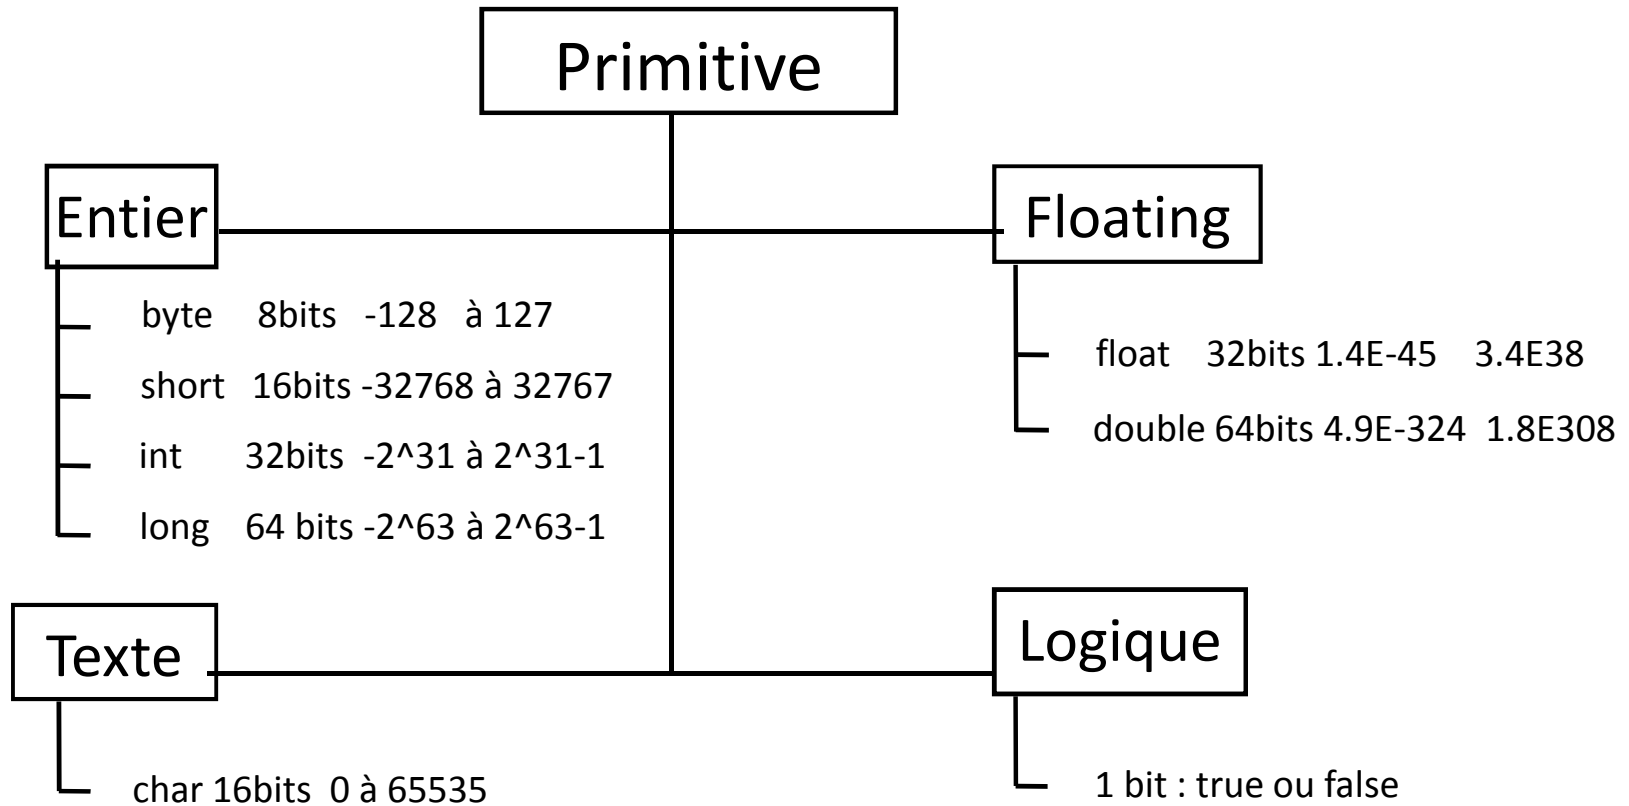 Primitive
Entier
byte 8bits -128 à 127
short 16bits -32768 à 32767
int 32bits -2^31 à 2^31-1
long 64 bits -2^63 à 2^63-1
Floating
float 32bits 1.4E-45 3.4E38
double 64bits 4.9E-324 1.8E308
Texte
char 16bits 0 à 65535
Logique
1 bit : true ou false